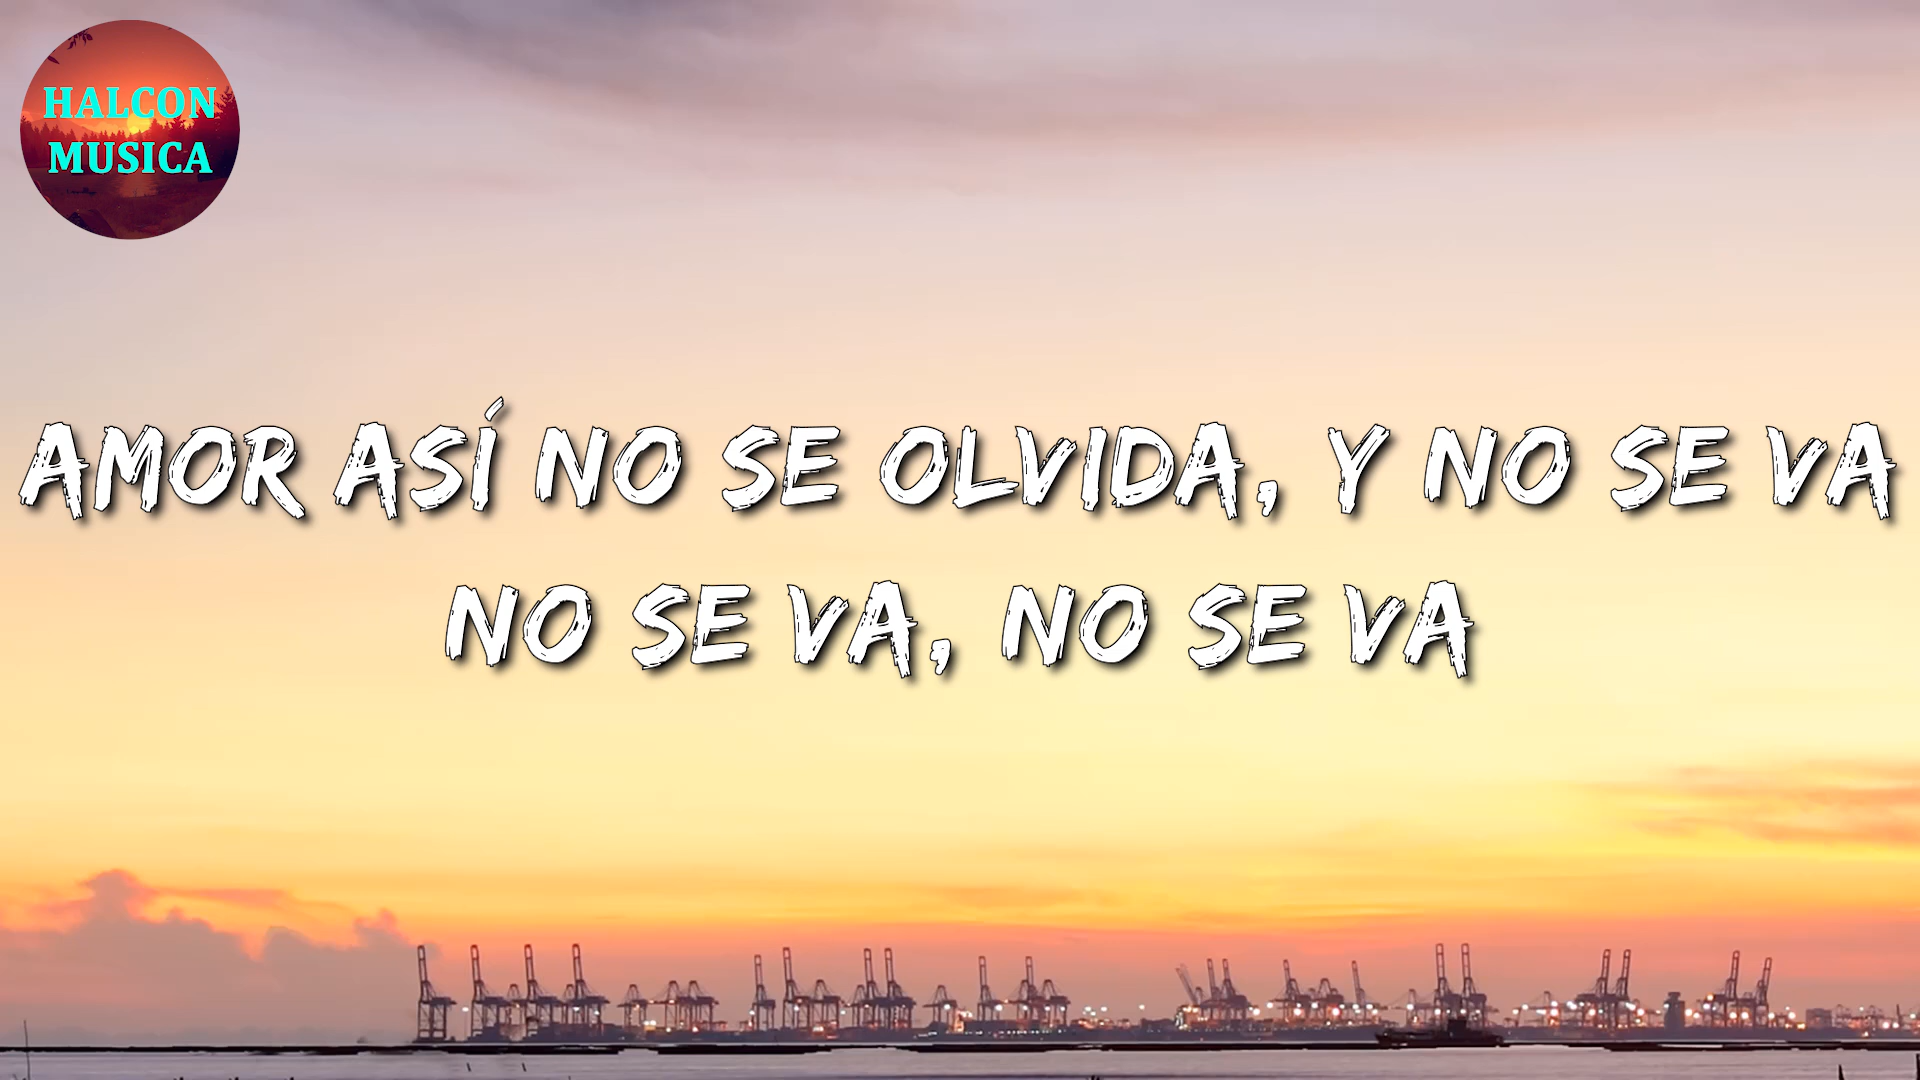 HALCON
MUSICA
AMOR ASÍ NO SE OLVIDA, Y NO SE VA
NO SE VA, NO SE VA